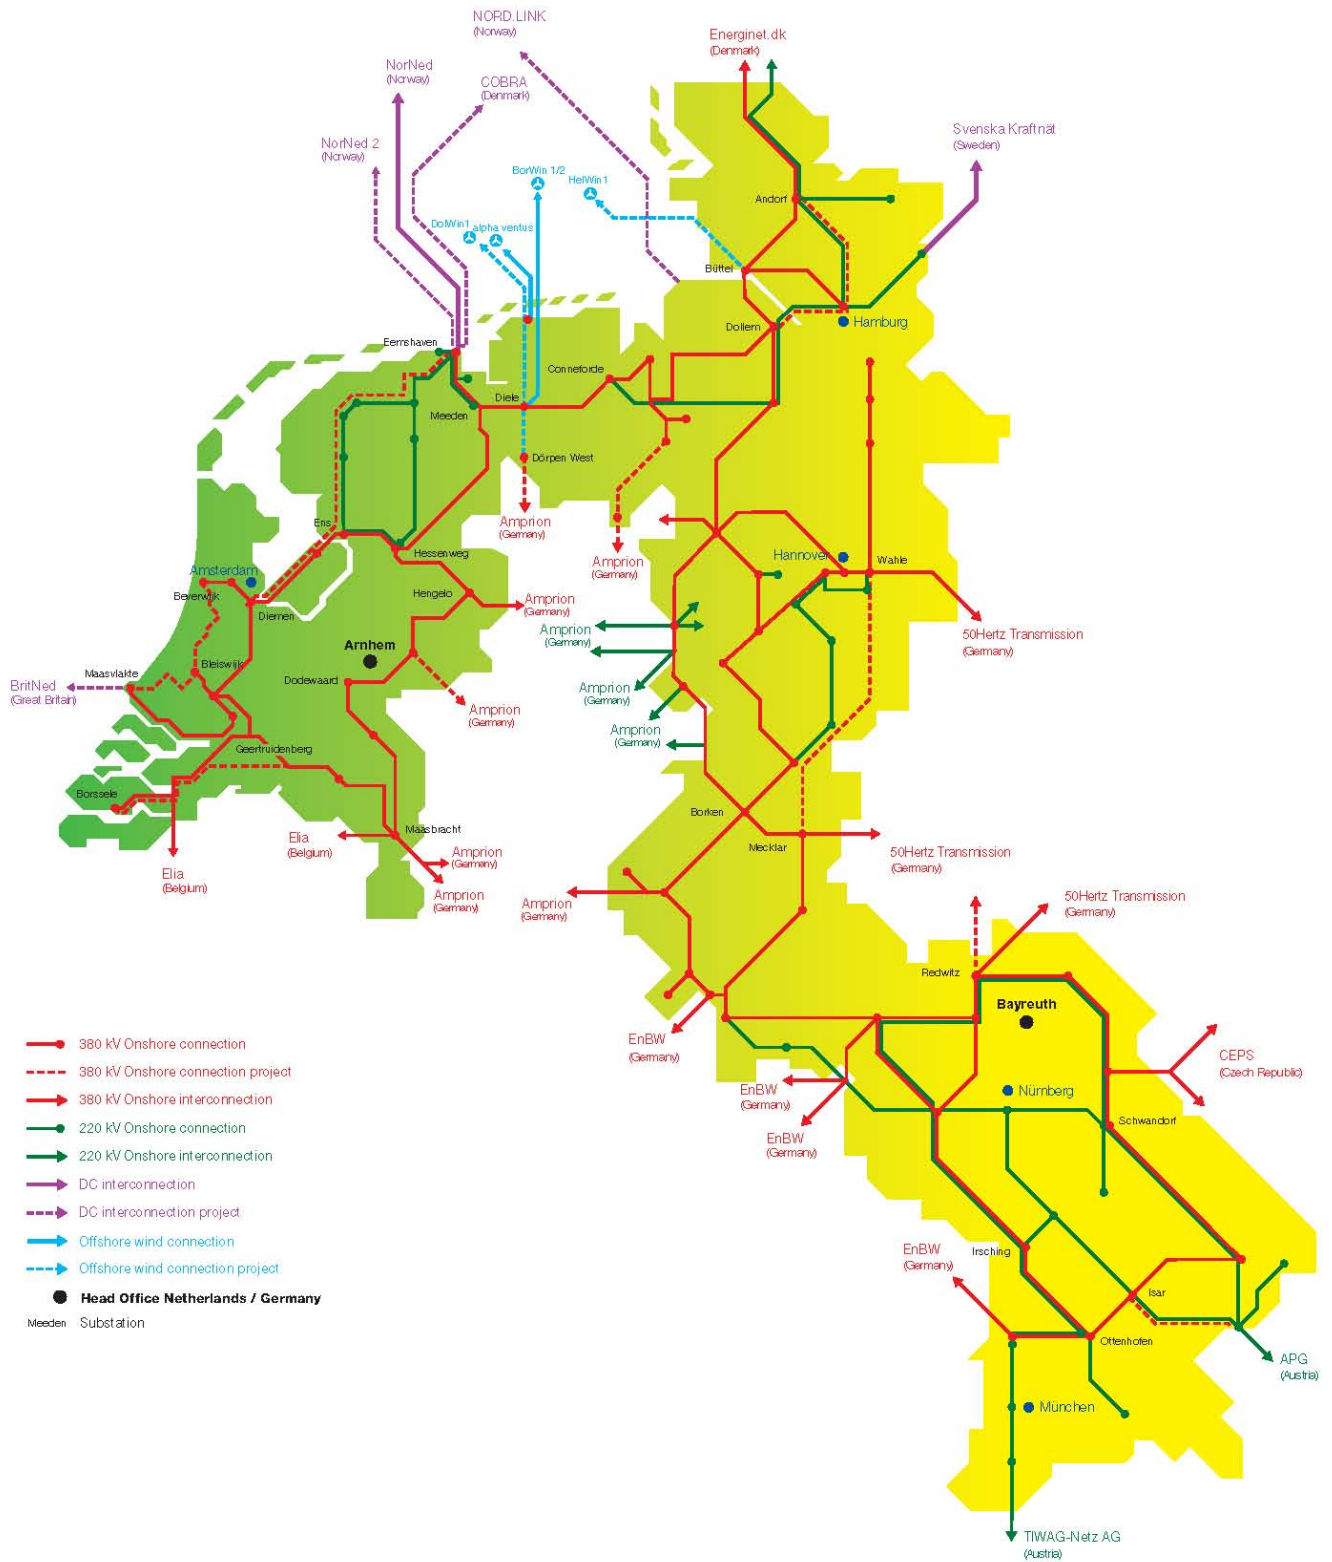 NORD.LINK
(Norway)
Energinet.dk
(Denmark)
NorNed
(Norway)
COBRA
(Denmark)
Svenska Kraftnät
(Sweden)
NorNed 2
(Norway)
BorWin 1/2
HelWin1
DolWin1
alpha ventus
Andorf
Büttel
Dollern
Hamburg
Eemshaven
Conneforde
Diele
Meeden
Dörpen West
Ens
Amprion
(Germany)
Amprion
(Germany)
Hannover
Wahle
Hessenweg
Amsterdam
Beverwijk
Hengelo
Diemen
Amprion
(Germany)
Amprion
(Germany)
50Hertz Transmission
(Germany)
Arnhem
Bleiswijk
Maasvlakte
Dodewaard
BritNed
(Great Britain)
Amprion
(Germany)
Amprion
(Germany)
Amprion
(Germany)
Geertruidenberg
Borssele
Borken
Mecklar
Maasbracht
Elia
(Belgium)
Amprion
(Germany)
50Hertz Transmission
(Germany)
Elia
(Belgium)
Amprion
(Germany)
Amprion
(Germany)
50Hertz Transmission
(Germany)
Redwitz
Bayreuth
EnBW
(Germany)
CEPS
(Czech Republic)
EnBW
(Germany)
Nürnberg
Schwandorf
EnBW
(Germany)
EnBW
(Germany)
Irsching
Isar
Ottenhofen
APG
(Austria)
München
TIWAG-Netz AG
(Austria)
380 kV Onshore connection
380 kV Onshore connection project
380 kV Onshore interconnection
220 kV Onshore connection
220 kV Onshore interconnection
DC interconnection
DC interconnection project
Offshore wind connection
Offshore wind connection project
Head Office Netherlands / Germany
Meeden Substation